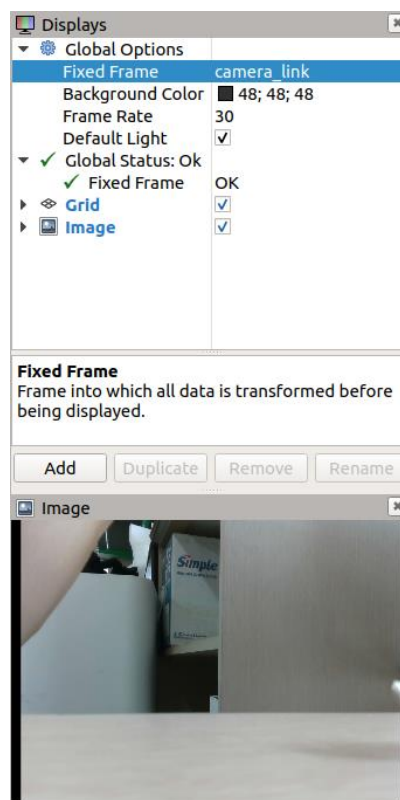 Displays
Global Options
Fixed Frame camera_link
Background Color 48; 48; 48
Frame Rate 30
Default Light
Global Status: Ok
Fixed Frame OK
Grid
Image
Fixed Frame
Frame into which all data is transformed before
being displayed.
Add Duplicate Remove Rename
Image
Simple